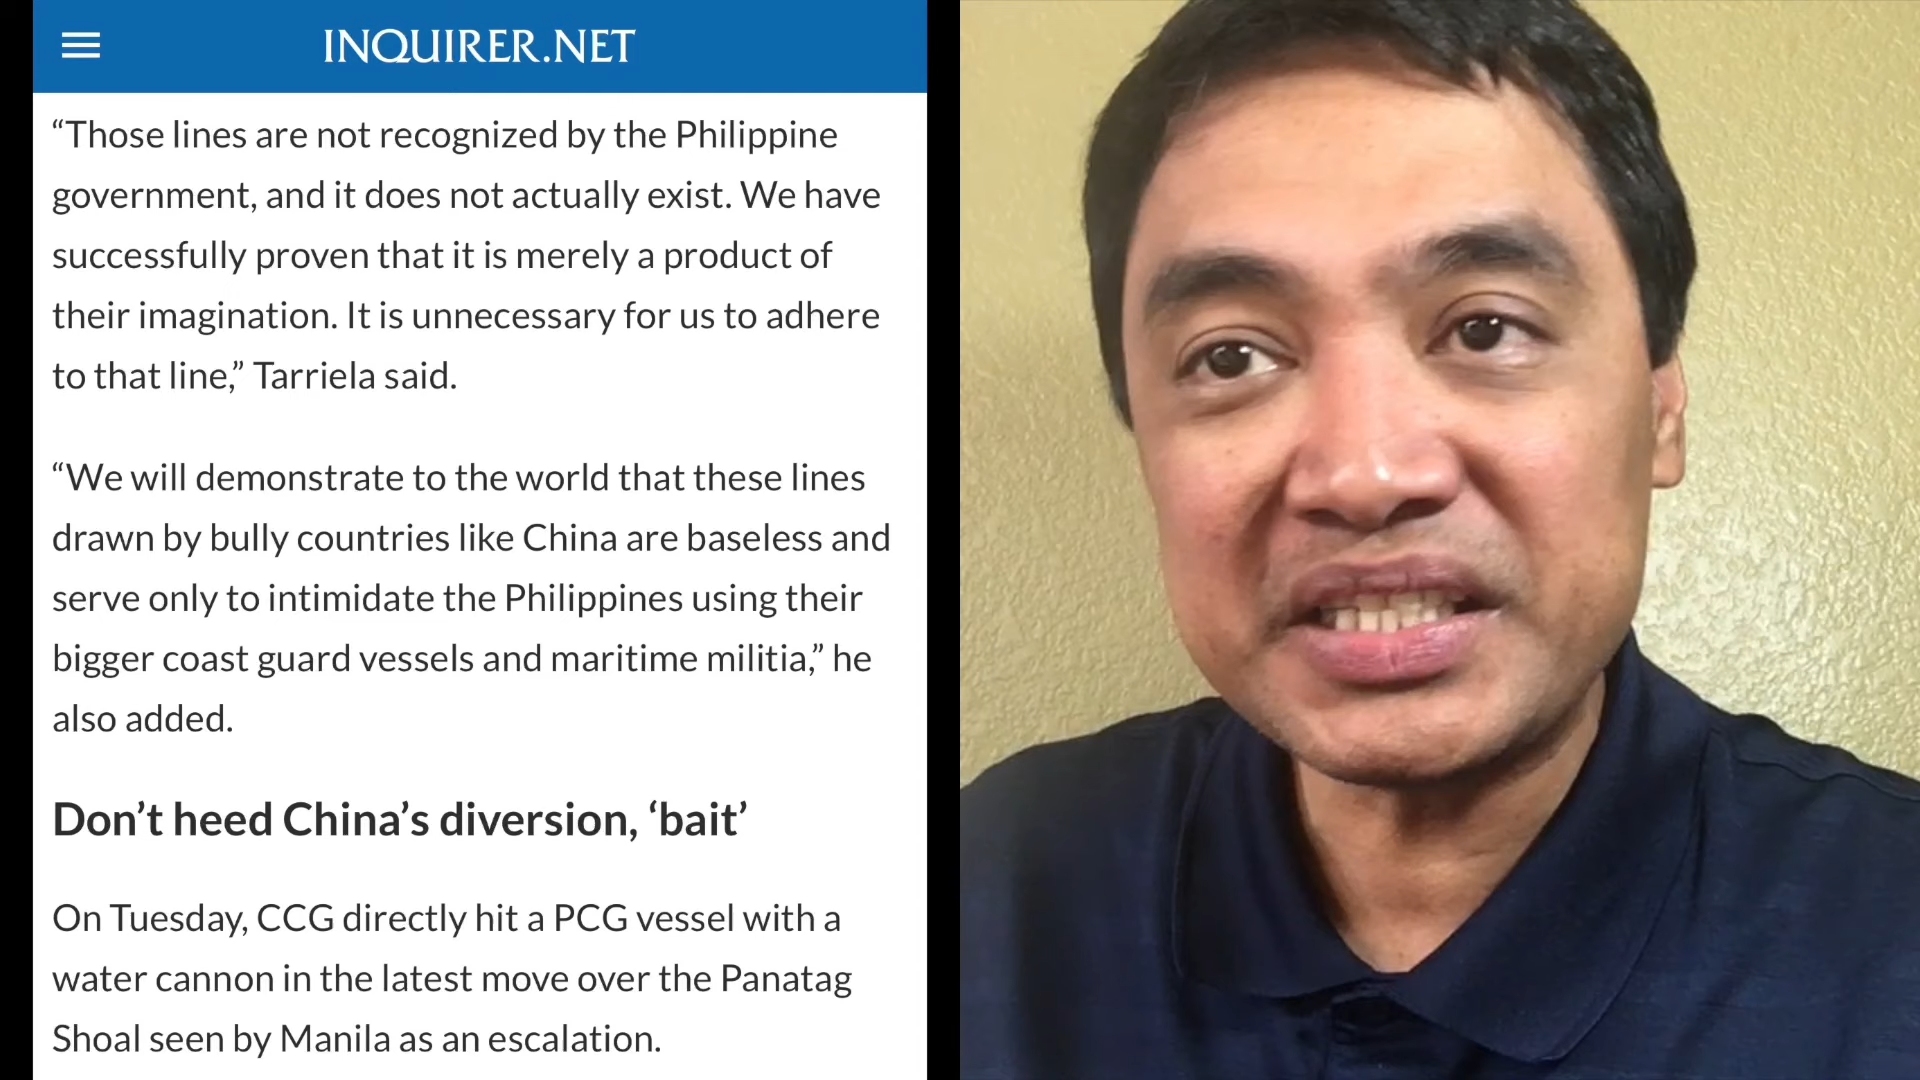 INQUIRER.NET
“Those lines are not recognized by the Philippine
government, and it does not actually exist. We have
successfully proven that it is merely a product of
their imagination. It is unnecessary for us to adhere
to that line,” Tarriela said.
“We will demonstrate to the world that these lines
drawn by bully countries like China are baseless and
serve only to intimidate the Philippines using their
bigger coast guard vessels and maritime militia,” he
also added.
Don’t heed China’s diversion, ‘bait’
On Tuesday, CCG directly hit a PCG vessel with a
water cannon in the latest move over the Panatag
Shoal seen by Manila as an escalation.